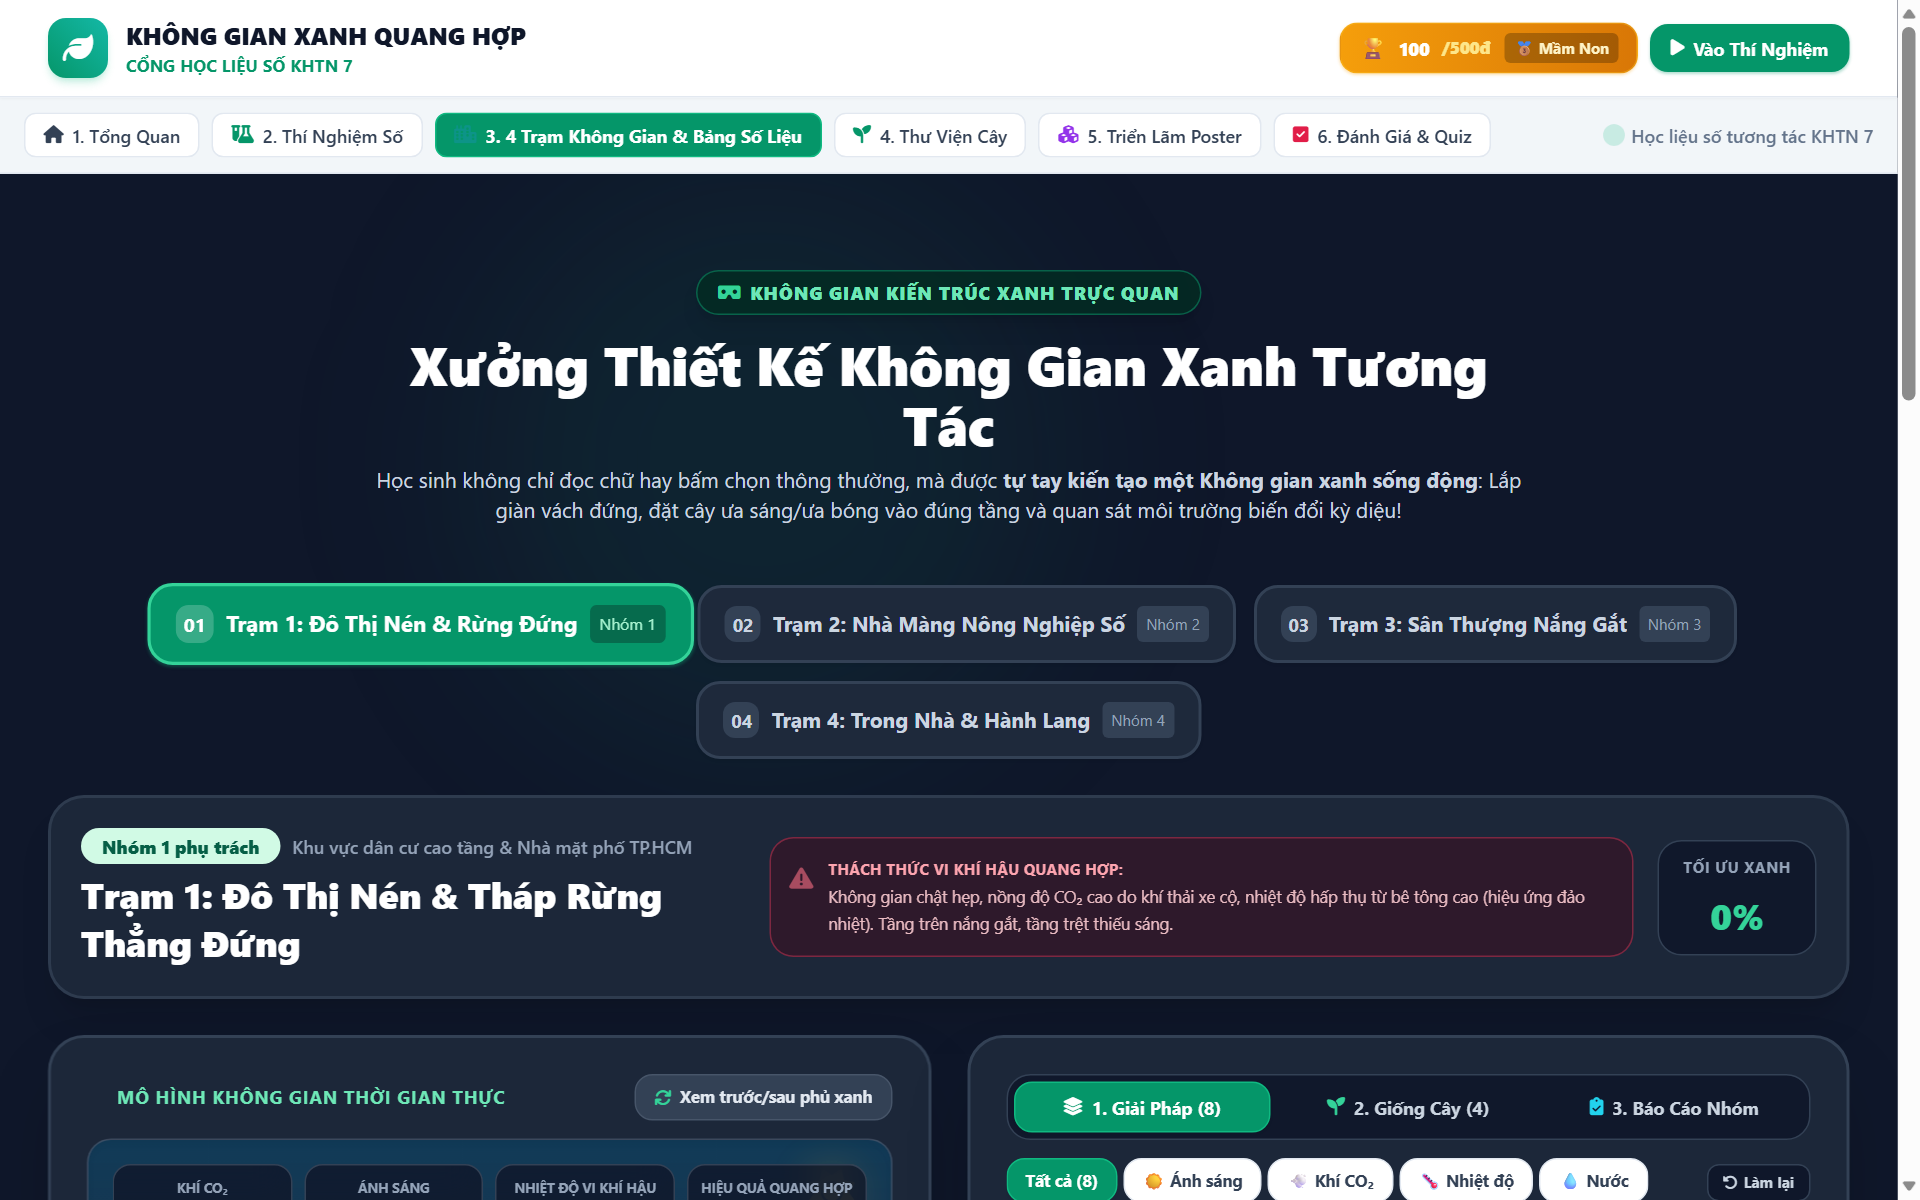 KHÔNG GIAN XANH QUANG HỢP
CỔNG HỌC LIỆU SỐ KHTN 7
100 /500đ Mầm Non
Vào Thí Nghiệm
1. Tổng Quan
2. Thí Nghiệm Số
3. 4 Trạm Không Gian & Bảng Số Liệu
4. Thư Viện Cây
5. Triển Lãm Poster
6. Đánh Giá & Quiz
Học liệu số tương tác KHTN 7
KHÔNG GIAN KIẾN TRÚC XANH TRỰC QUAN
Xưởng Thiết Kế Không Gian Xanh Tương
Tác
Học sinh không chỉ đọc chữ hay bấm chọn thông thường, mà được tự tay kiến tạo một Không gian xanh sống động: Lắp
giàn vách đứng, đặt cây ưa sáng/ưa bóng vào đúng tầng và quan sát môi trường biến đổi kỳ diệu!
01 Trạm 1: Đô Thị Nén & Rừng Đứng Nhóm 1
02 Trạm 2: Nhà Màng Nông Nghiệp Số Nhóm 2
03 Trạm 3: Sân Thượng Nắng Gắt Nhóm 3
04 Trạm 4: Trong Nhà & Hành Lang Nhóm 4
Nhóm 1 phụ trách Khu vực dân cư cao tầng & Nhà mặt phố TP.HCM
Trạm 1: Đô Thị Nén & Tháp Rừng
Thẳng Đứng
THÁCH THỨC VI KHÍ HẬU QUANG HỢP:
Không gian chật hẹp, nồng độ CO₂ cao do khí thải xe cộ, nhiệt độ hấp thụ từ bê tông cao (hiệu ứng đảo
nhiệt). Tầng trên nắng gắt, tầng trệt thiếu sáng.
TỐI ƯU XANH
0%
MÔ HÌNH KHÔNG GIAN THỜI GIAN THỰC
Xem trước/sau phủ xanh
KHÍ CO₂
ÁNH SÁNG
NHIỆT ĐỘ VI KHÍ HẬU
HIỆU QUẢ QUANG HỢP
1. Giải Pháp (8)
2. Giống Cây (4)
3. Báo Cáo Nhóm
Tất cả (8)
Ánh sáng
Khí CO₂
Nhiệt độ
Nước
Làm lại